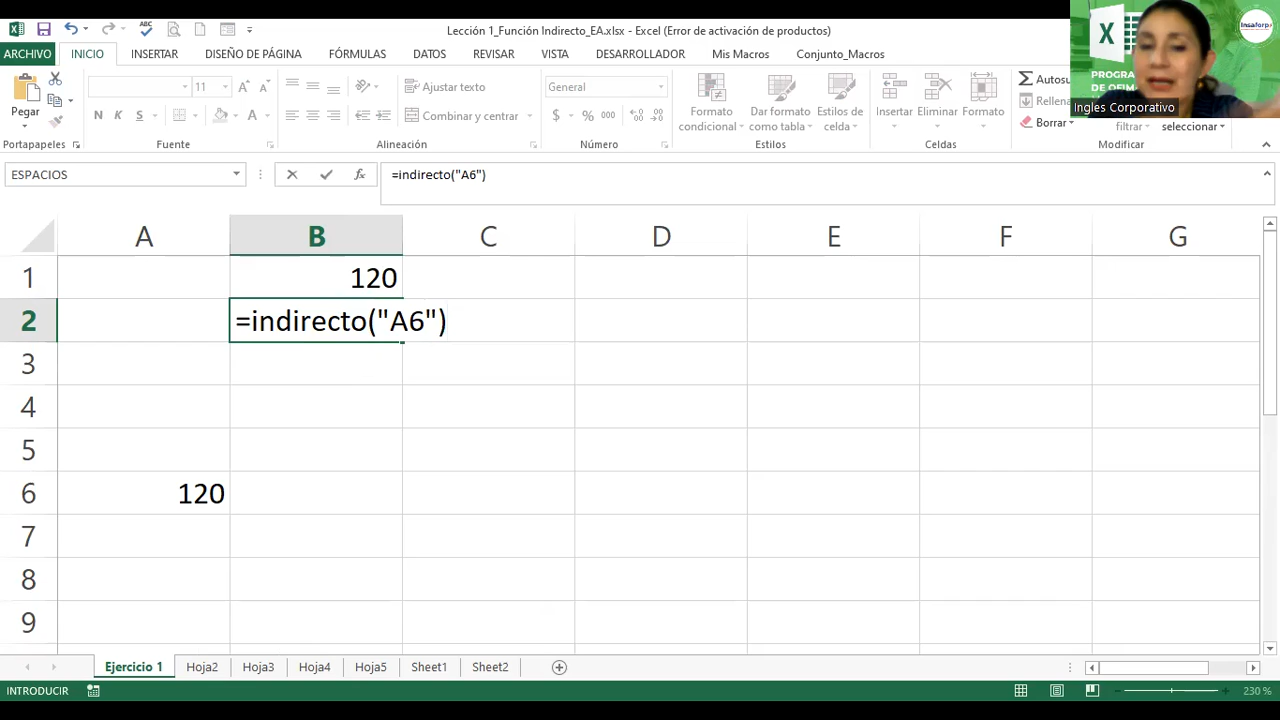 Lección 1_Función Indirecto_EA.xlsx - Excel (Error de activación de productos)
ARCHIVO INICIO INSERTAR DISEÑO DE PÁGINA FÓRMULAS DATOS REVISAR VISTA DESARROLLADOR Mis Macros Conjunto_Macros
Insaforp
PROGRA
DE OFIM
Ingles Corporativo
Pegar
11
N K S
Ajustar texto
Combinar y centrar
General
$ % 000
Formato condicional
Dar formato como tabla
Estilos de celda
Insertar
Eliminar
Formato
Autosu
Rellena
Borrar
filtrar
seleccionar
Portapapeles Fuente Alineación Número Estilos Celdas Modificar
ESPACIOS
=indirecto("A6")
A B C D E F G
1 120
2 =indirecto("A6")
3
4
5
6 120
7
8
9
Ejercicio 1 Hoja2 Hoja3 Hoja4 Hoja5 Sheet1 Sheet2
INTRODUCIR
230 %